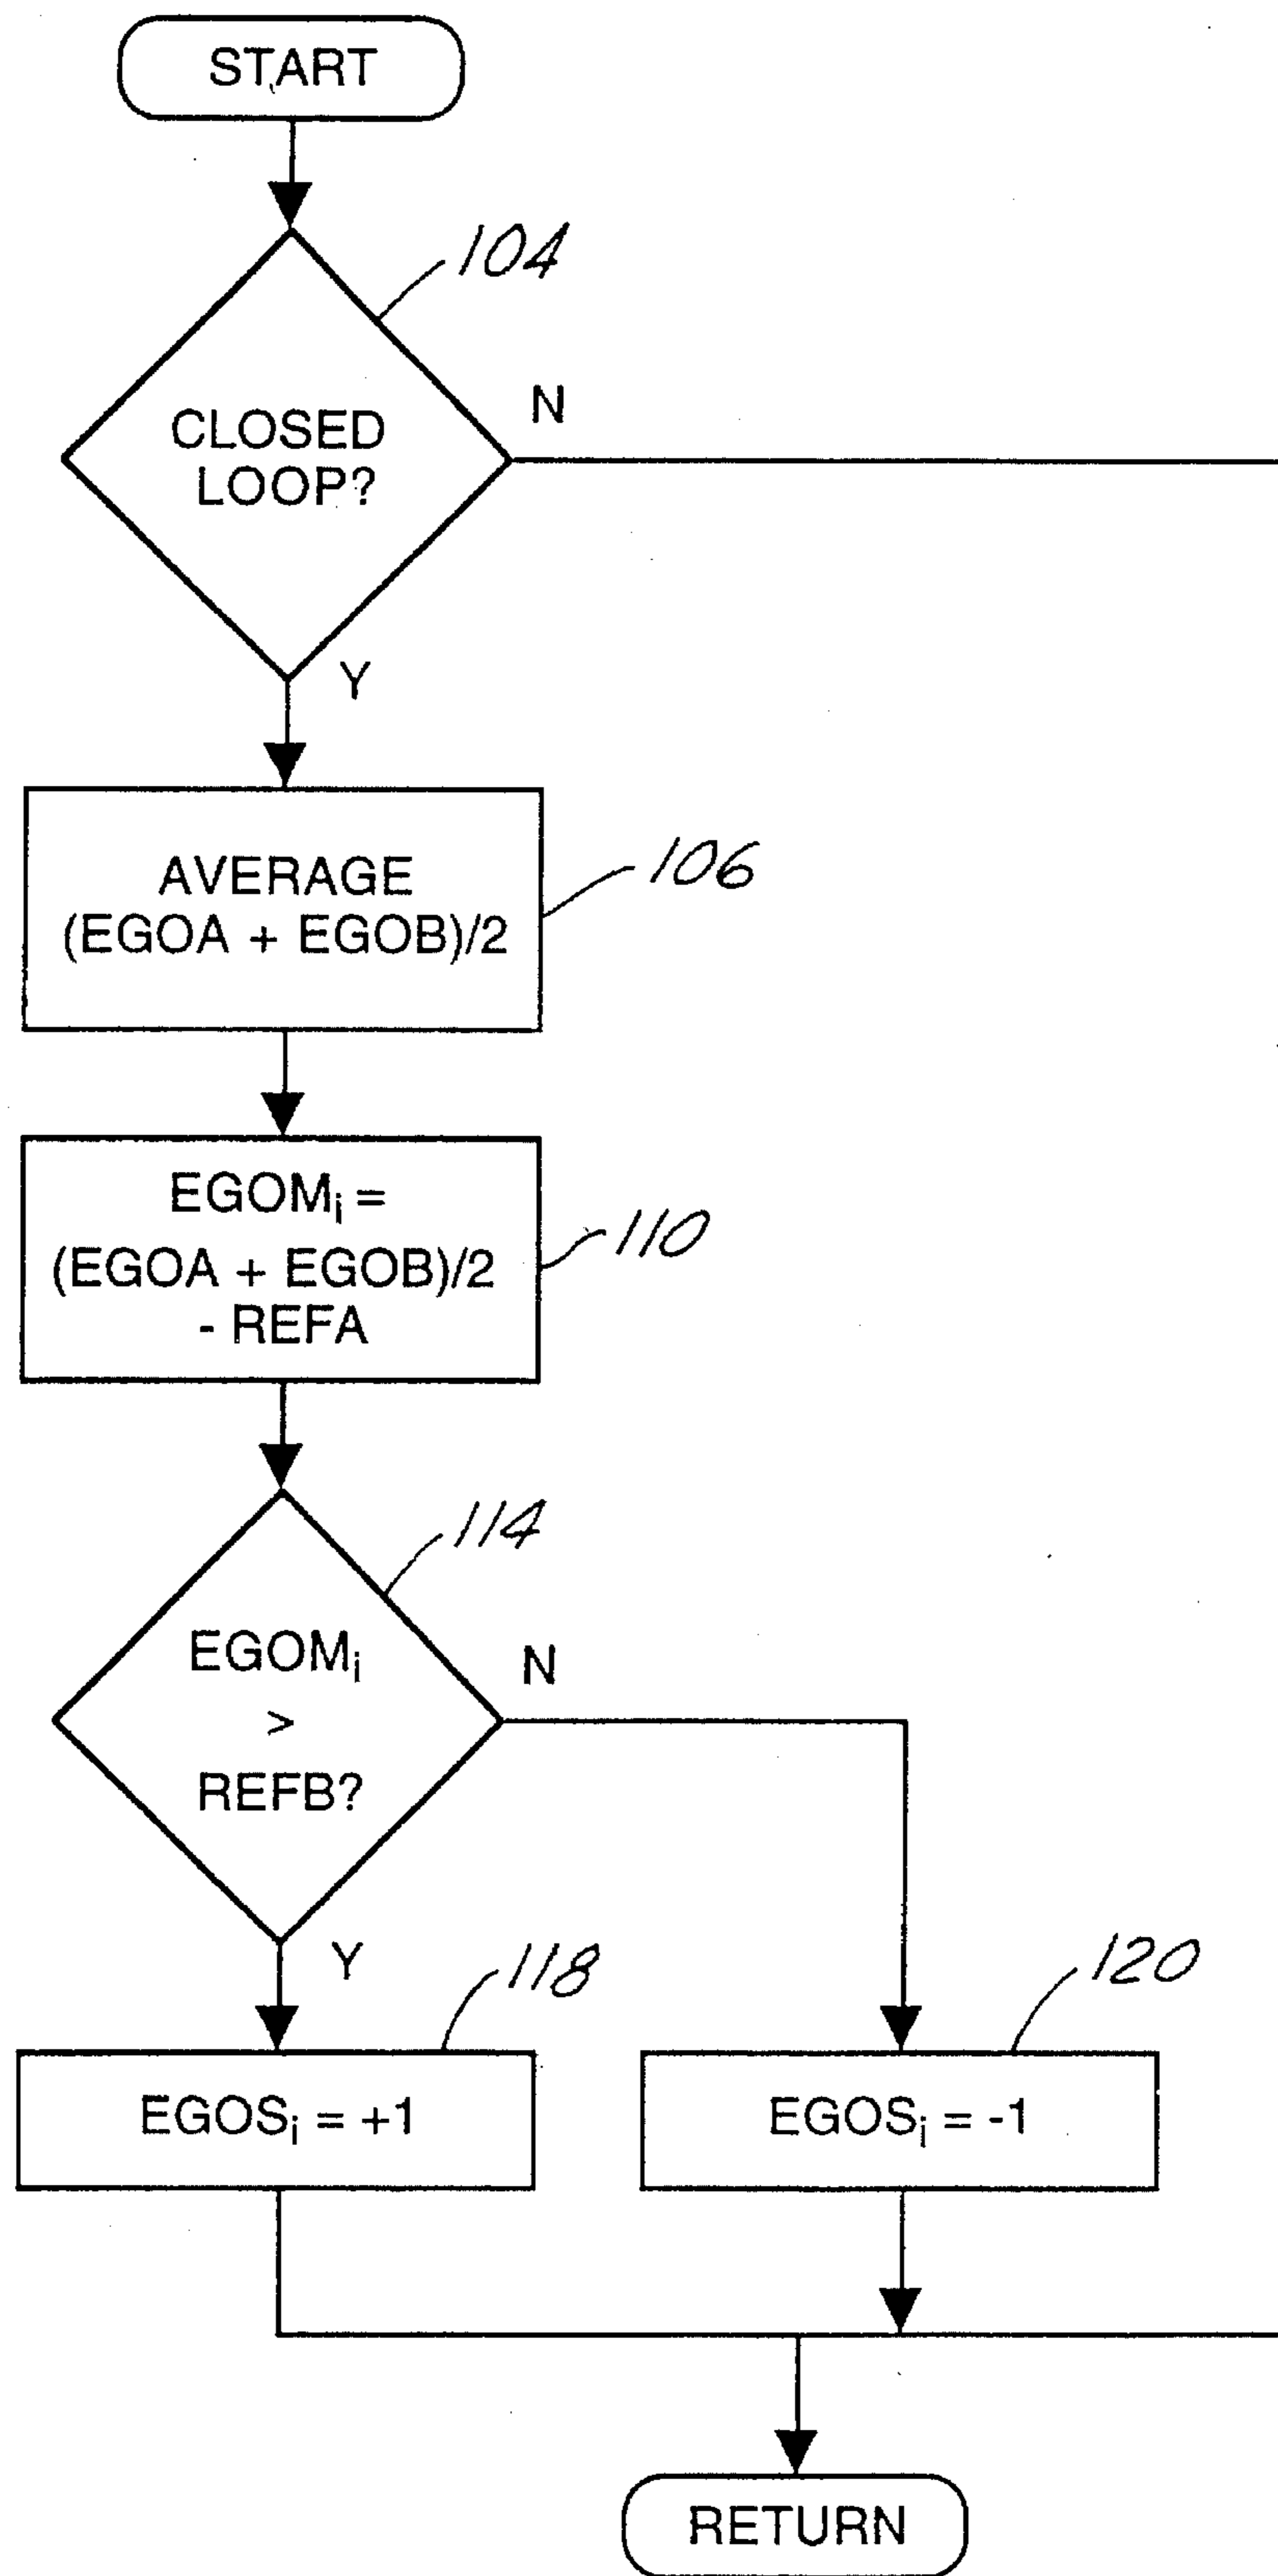 START
104
CLOSED
LOOP?
N
Y
AVERAGE
(EGOA + EGOB)/2
106
EGOMi =
(EGOA + EGOB)/2
- REFA
110
114
EGOMi
>
REFB?
N
Y
118
120
EGOSi = +1
EGOSi = -1
RETURN